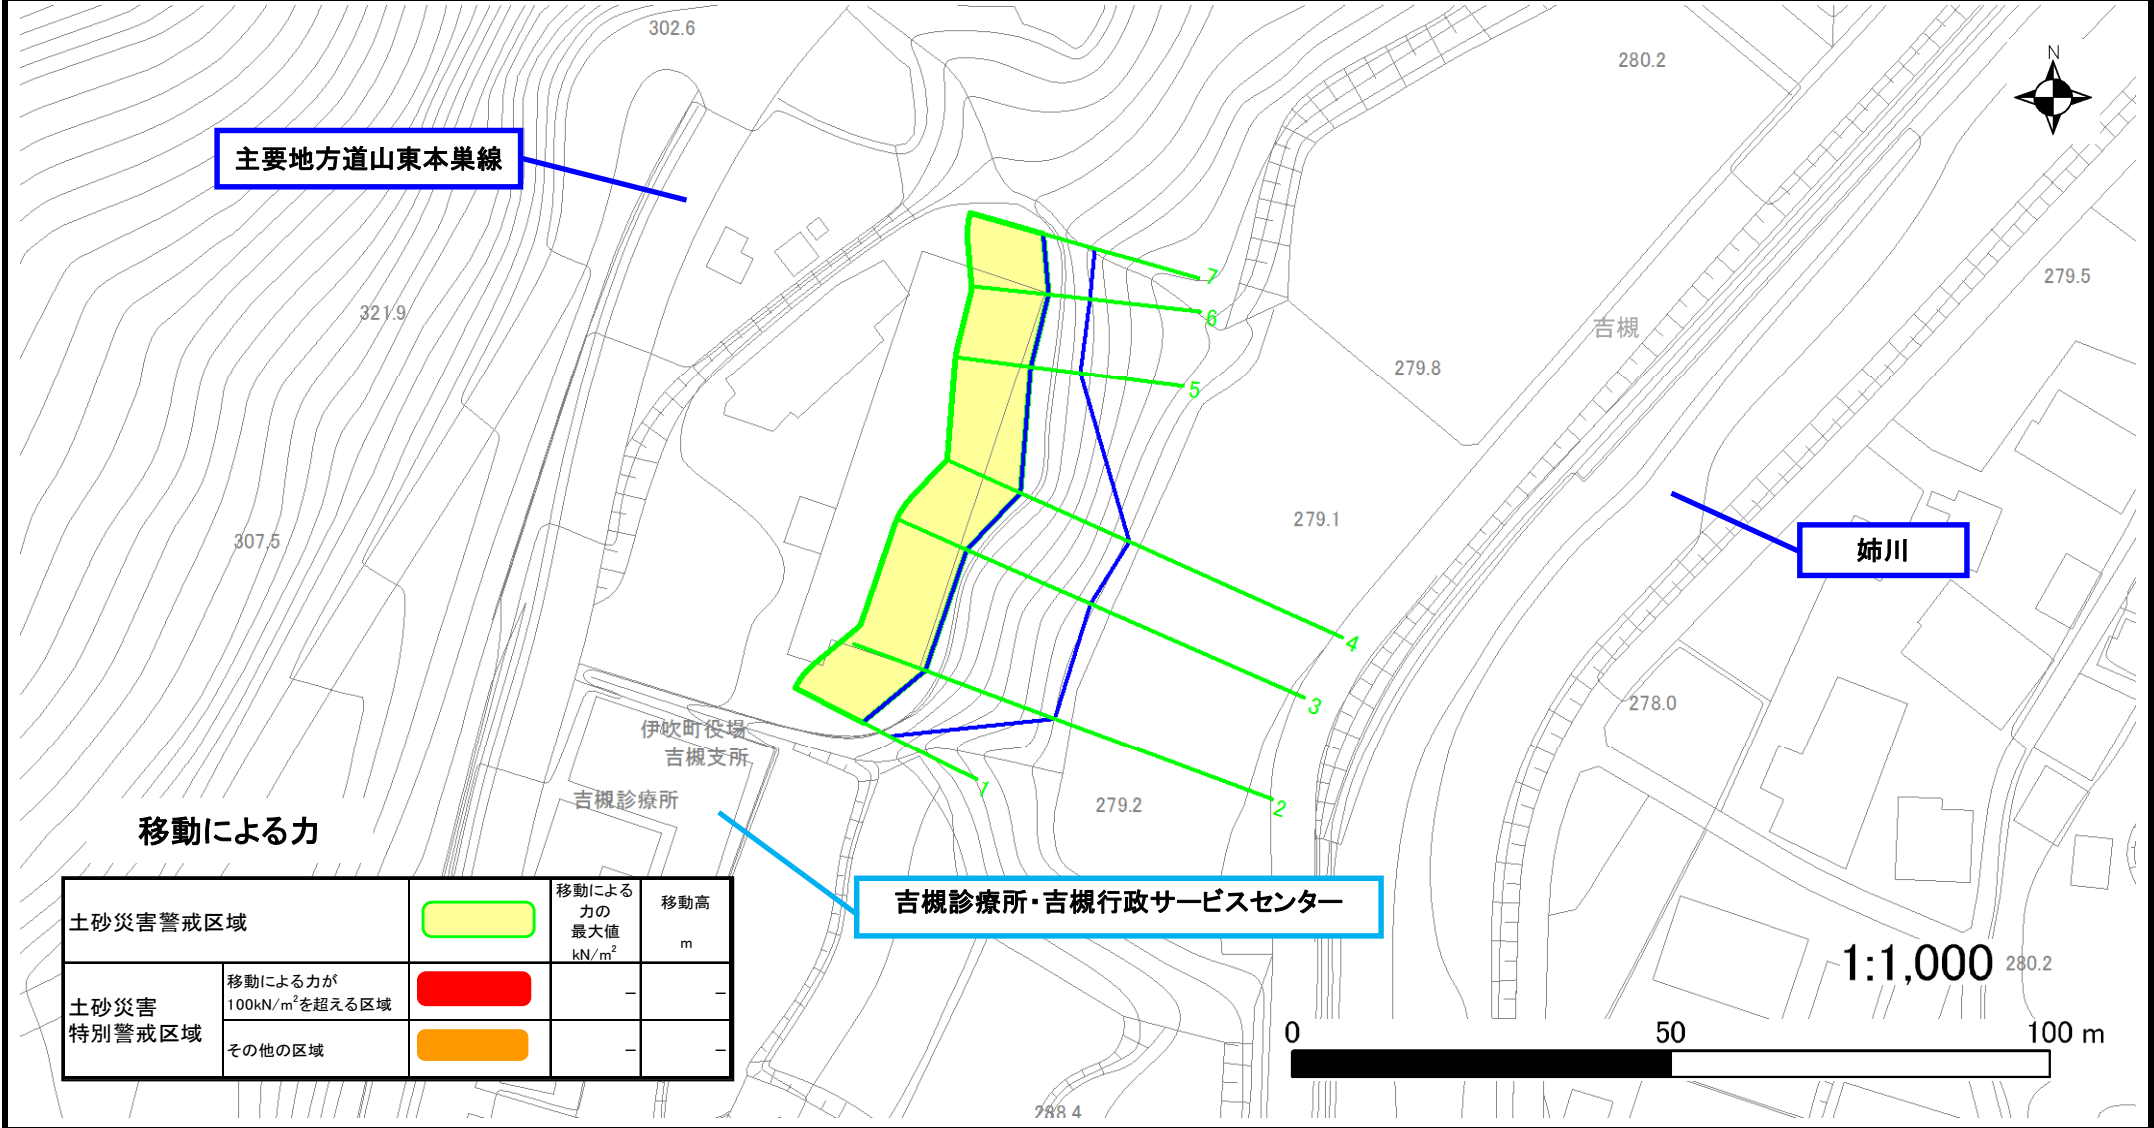 302.6
280.2
N
主要地方道山東本巣線
279.5
7
321.9
6
吉槻
279.8
5
279.1
307.5
姉川
4
278.0
3
伊吹町役場
吉槻支所
1
吉槻診療所
279.2
2
移動による力
吉槻診療所・吉槻行政サービスセンター
土砂災害警戒区域
移動による
力の
最大値
kN/m²
移動高
m
土砂災害
特別警戒区域
移動による力が
100kN/m²を超える区域
－
－
その他の区域
－
－
1:1,000
280.2
0
50
100 m
288.4